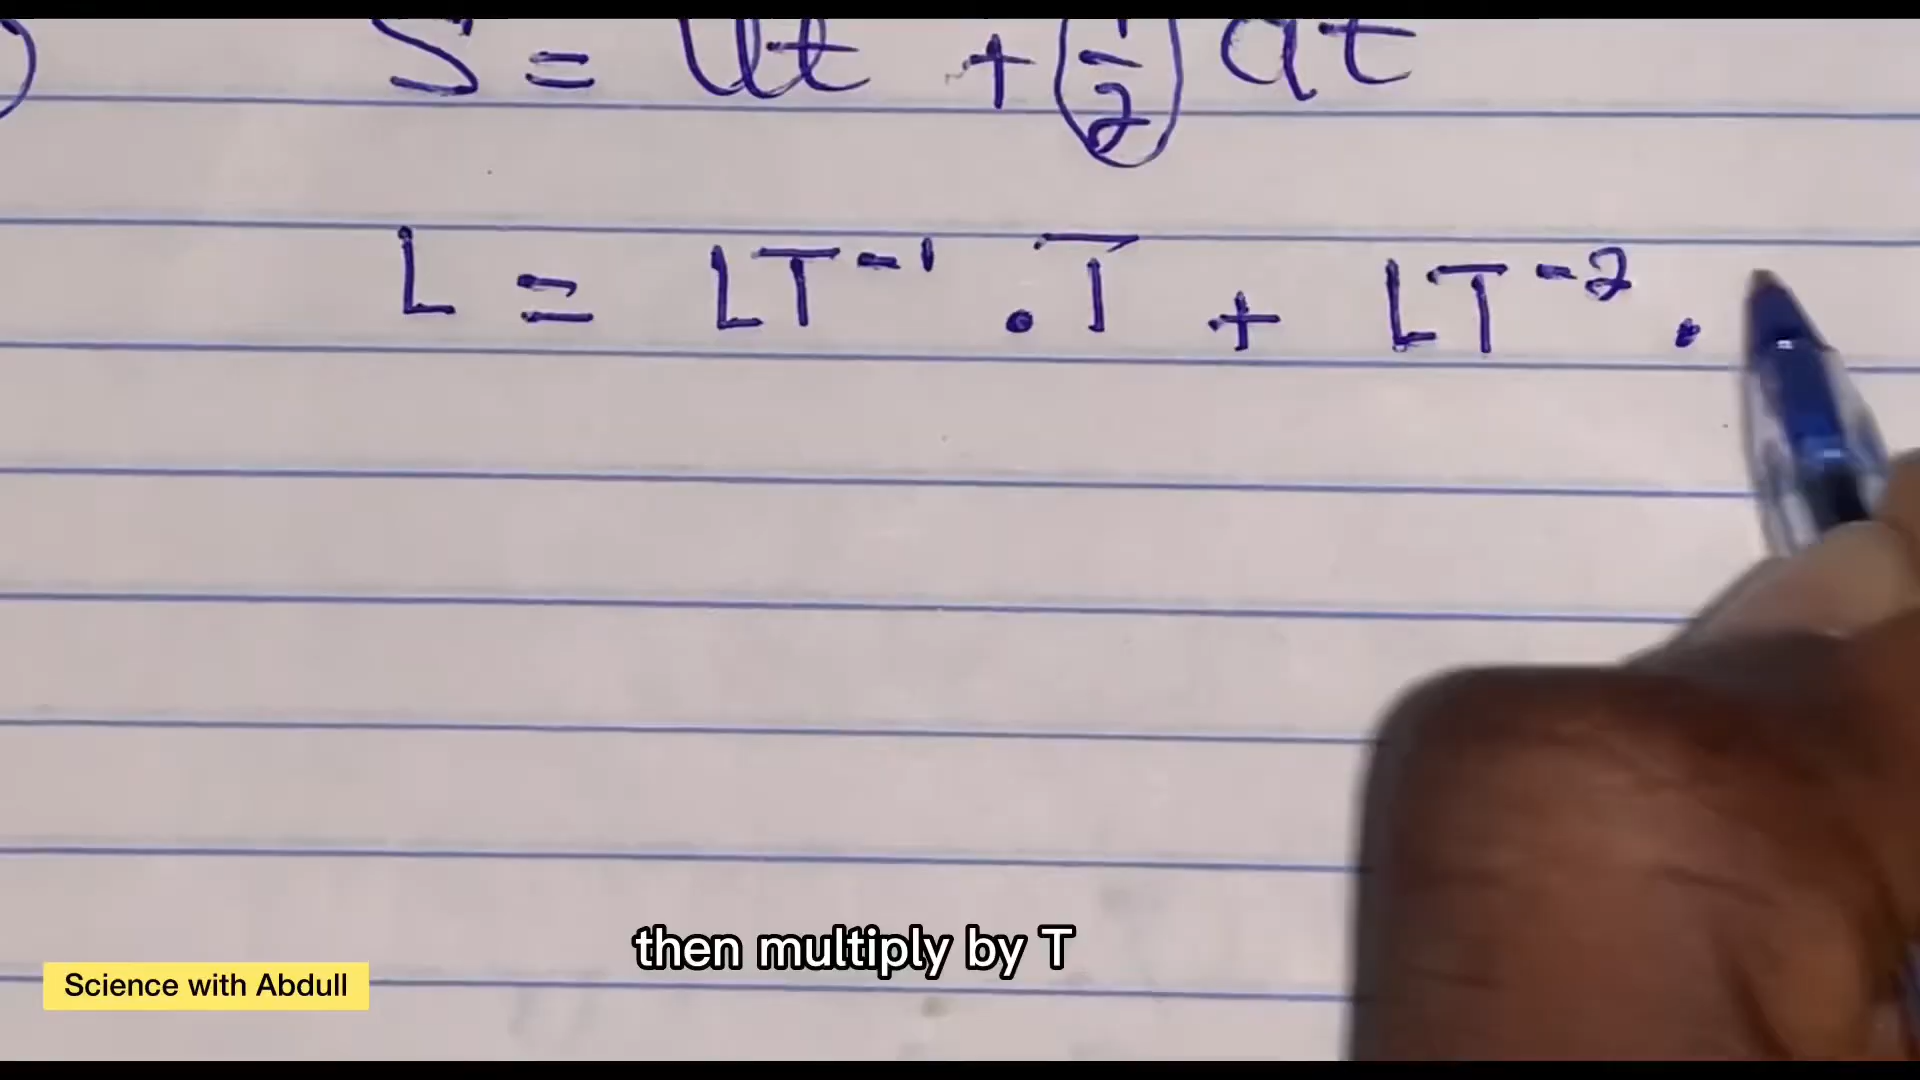 S = Ut + 1/2 at
L = LT⁻¹ . T + LT⁻² .
then multiply by T
Science with Abdull